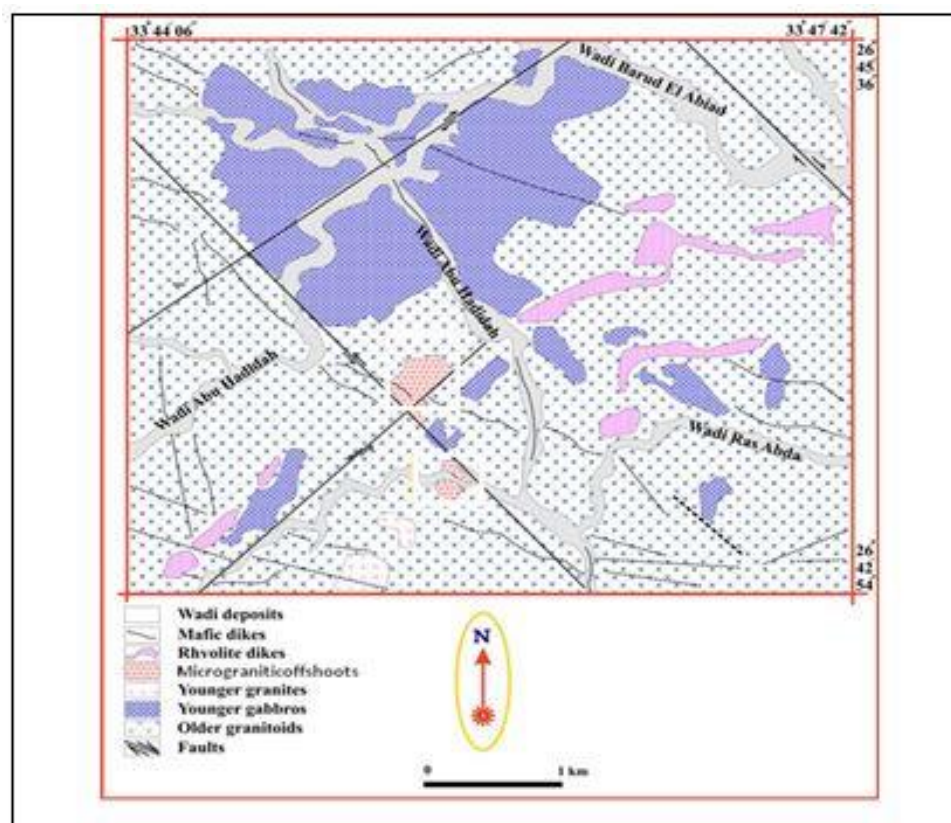 33° 44' 06"
33° 47' 42"
26°
45'
36"
Wadi Barud El Abiad
Wadi Abu Hadidah
Wadi Abu Hadidah
Wadi Ras Abda
26°
42'
54"
Wadi deposits
Mafic dikes
Rhvolite dikes
Microgranitic offshoots
Younger granites
Younger gabbros
Older granitoids
Faults
N
0 1 km